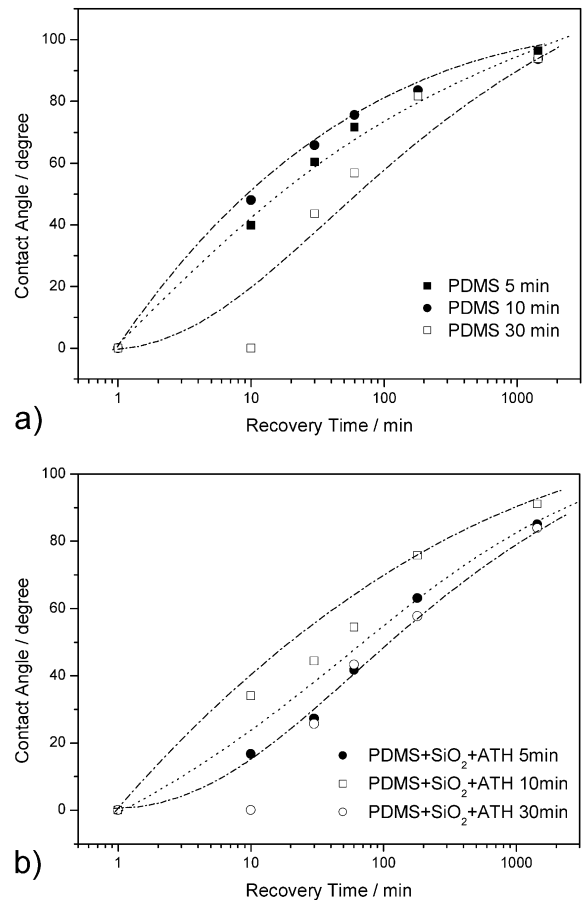 100
80
60
40
20
0
Contact Angle / degree
PDMS 5 min
PDMS 10 min
PDMS 30 min
1 10 100 1000
Recovery Time / min
a)
100
80
60
40
20
0
Contact Angle / degree
PDMS+SiO₂+ATH 5min
PDMS+SiO₂+ATH 10min
PDMS+SiO₂+ATH 30min
1 10 100 1000
Recovery Time / min
b)